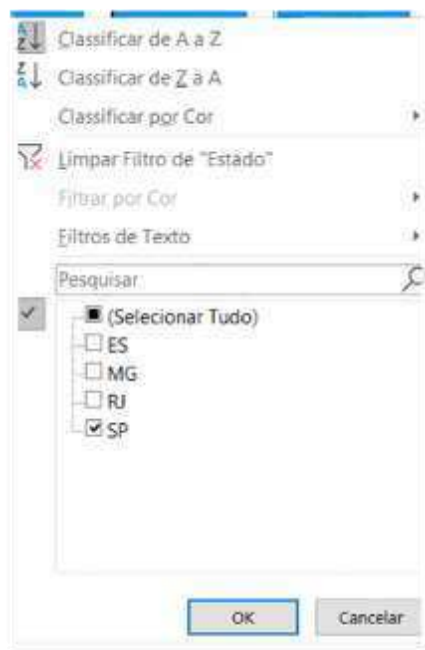 Classificar de A a Z
Classificar de Z a A
Classificar por Cor
Limpar Filtro de "Estado"
Filtrar por Cor
Filtros de Texto
Pesquisar
(Selecionar Tudo)
ES
MG
RJ
SP
OK Cancelar